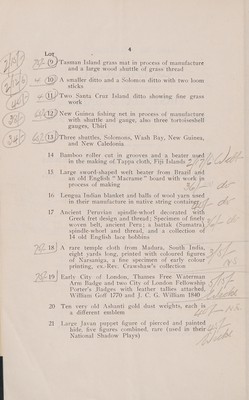 4
Lot
9 Tasman Island grass mat in process of manufacture
and a large wool shuttle of grass thread
10 A smaller ditto and a Solomon ditto with two loom
sticks
11 Two Santa Cruz Island ditto showing fine grass
work
12 New Guinea fishing net in process of manufacture
with shuttle and gauge, also three tortoiseshell
gauges, Ubiri
13 Three shuttles, Solomons, Wash Bay, New Guinea,
and New Caledonia
14 Bamboo roller cut in grooves and a beater used
in the making of Tappa cloth, Fiji Islands
15 Large sword-shaped weft beater from Brazil and
an old English "Macrame" board with work in
process of making
16 Lengua Indian blanket and balls of wool yarn used
in their manufacture in native string container
17 Ancient Peruvian spindle-whorl decorated with
Greek fret design and thread; Specimen of finely
woven belt, ancient Peru; a battak (Sumatra)
spindle-whorl and thread, and a collection of
14 old English lace bobbins
18 A rare temple cloth from Madura, South India,
eight yards long, printed with coloured figures
of Narsamiga, a fine specimen of early colour
printing, ex.-Rev. Crawshaw's collection
19 Early City of London, Thames Free Waterman
Arm Badge and two City of London Fellowship
Porter's Badges with leather tallies attached,
William Goff 1770 and J. C. G. William 1840
20 Ten very old Ashanti gold dust weights, each is
a different emblem
21 Large Javan puppet figure of pierced and painted
hide, five figures combined, rare (used in their
National Shadow Plays)